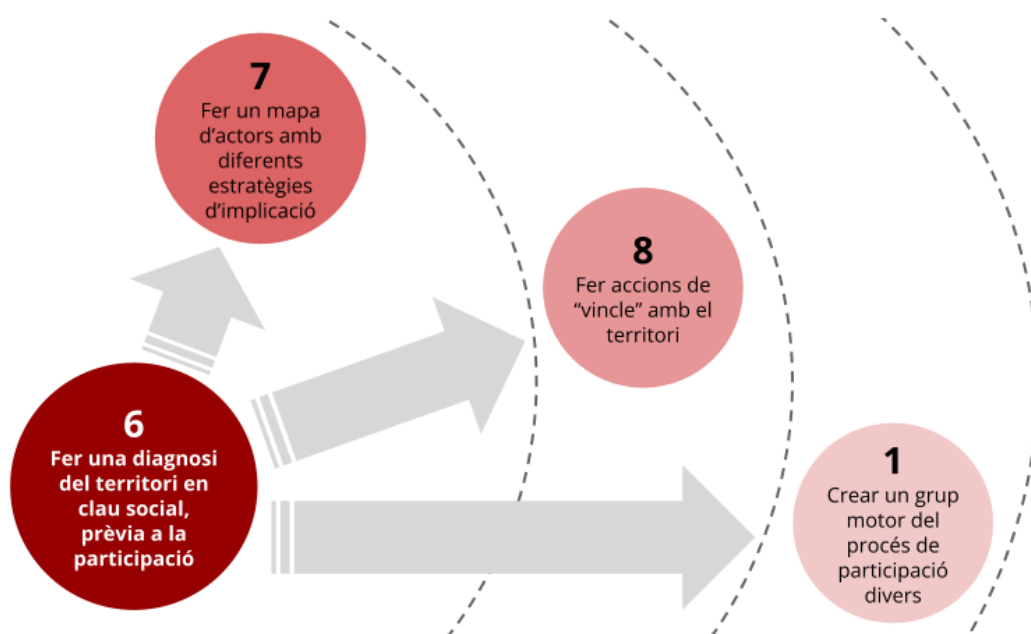 7
Fer un mapa
d'actors amb
diferents
estratègies
d'implicació
8
Fer accions de
“vincle” amb el
territori
6
Fer una diagnosi
del territori en
clau social,
prèvia a la
participació
1
Crear un grup
motor del
procés de
participació
divers